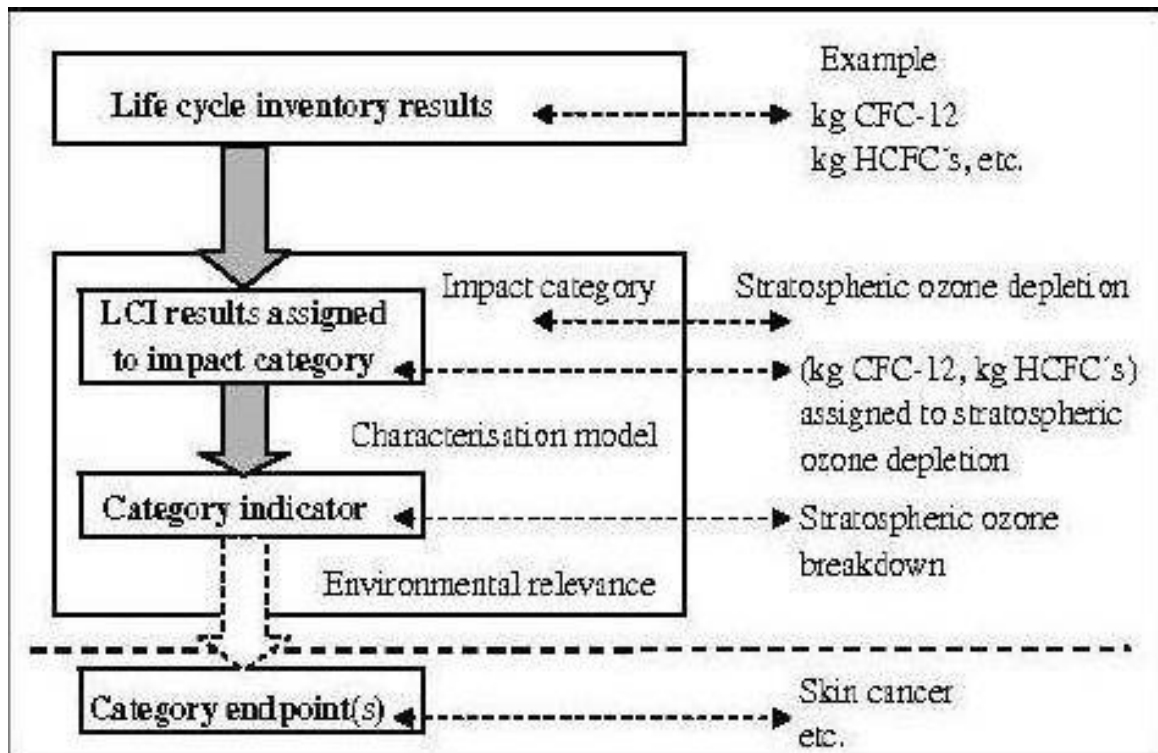 Example
Life cycle inventory results
kg CFC-12
kg HCFC´s, etc.
Impact category
Stratospheric ozone depletion
LCI results assigned
to impact category
(kg CFC-12, kg HCFC´s)
assigned to stratospheric
ozone depletion
Characterisation model
Category indicator
Stratospheric ozone
breakdown
Environmental relevance
Category endpoint(s)
Skin cancer
etc.